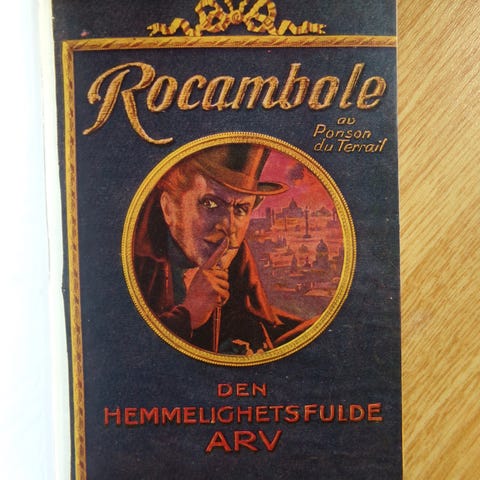 Rocambole
av
Ponson
du Terrail
DEN
HEMMELIGHETSFULDE
ARV